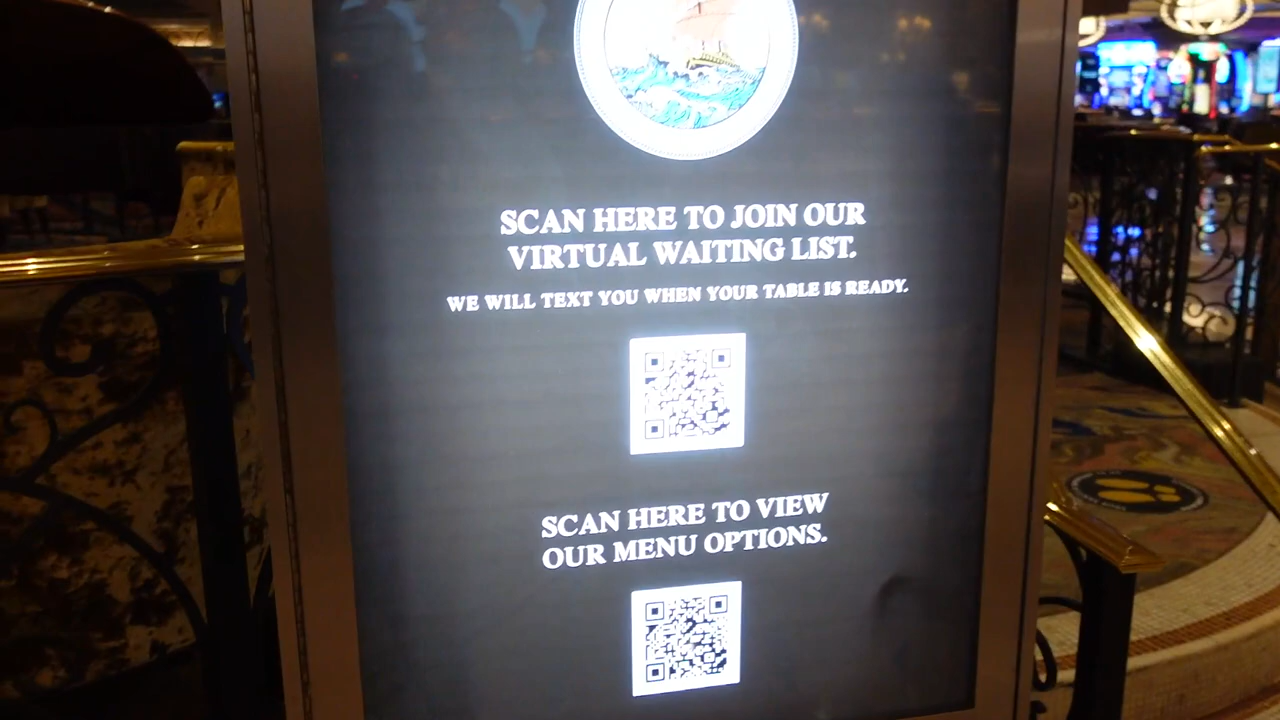 SCAN HERE TO JOIN OUR
VIRTUAL WAITING LIST.
WE WILL TEXT YOU WHEN YOUR TABLE IS READY.
SCAN HERE TO VIEW
OUR MENU OPTIONS.